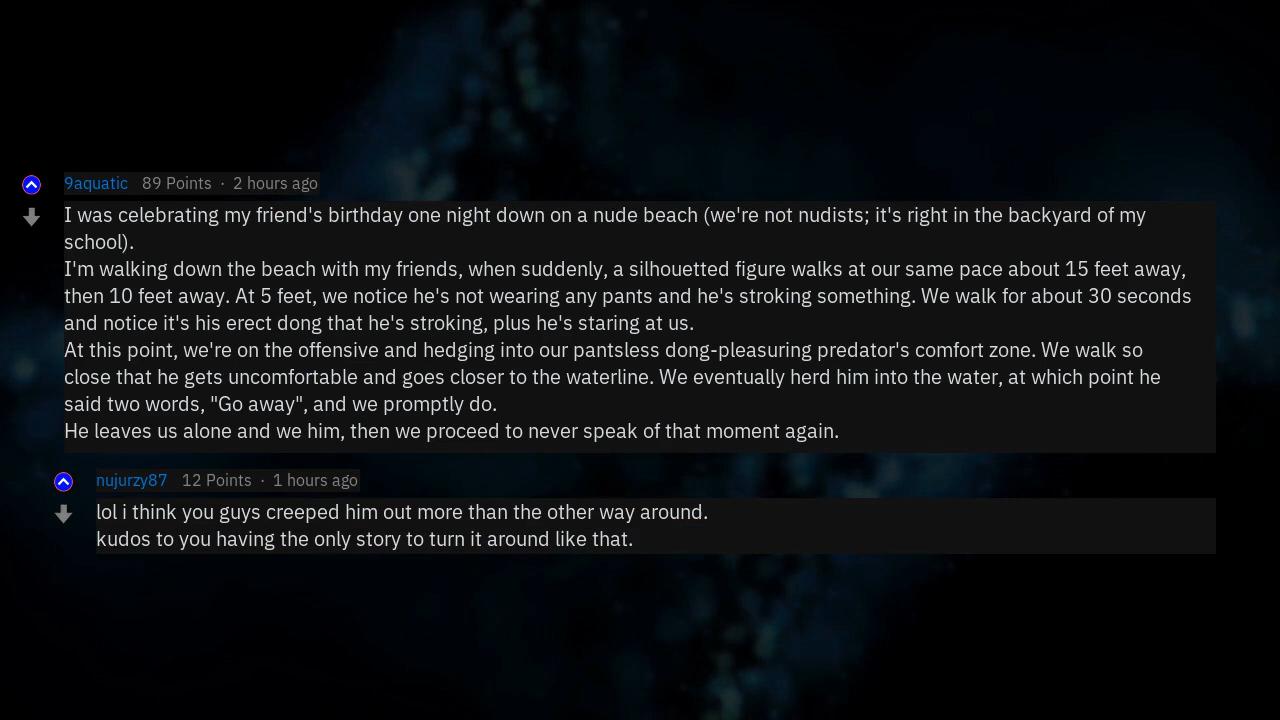 9aquatic 89 Points · 2 hours ago
I was celebrating my friend's birthday one night down on a nude beach (we're not nudists; it's right in the backyard of my
school).
I'm walking down the beach with my friends, when suddenly, a silhouetted figure walks at our same pace about 15 feet away,
then 10 feet away. At 5 feet, we notice he's not wearing any pants and he's stroking something. We walk for about 30 seconds
and notice it's his erect dong that he's stroking, plus he's staring at us.
At this point, we're on the offensive and hedging into our pantsless dong-pleasuring predator's comfort zone. We walk so
close that he gets uncomfortable and goes closer to the waterline. We eventually herd him into the water, at which point he
said two words, "Go away", and we promptly do.
He leaves us alone and we him, then we proceed to never speak of that moment again.
nujurzy87 12 Points · 1 hours ago
lol i think you guys creeped him out more than the other way around.
kudos to you having the only story to turn it around like that.